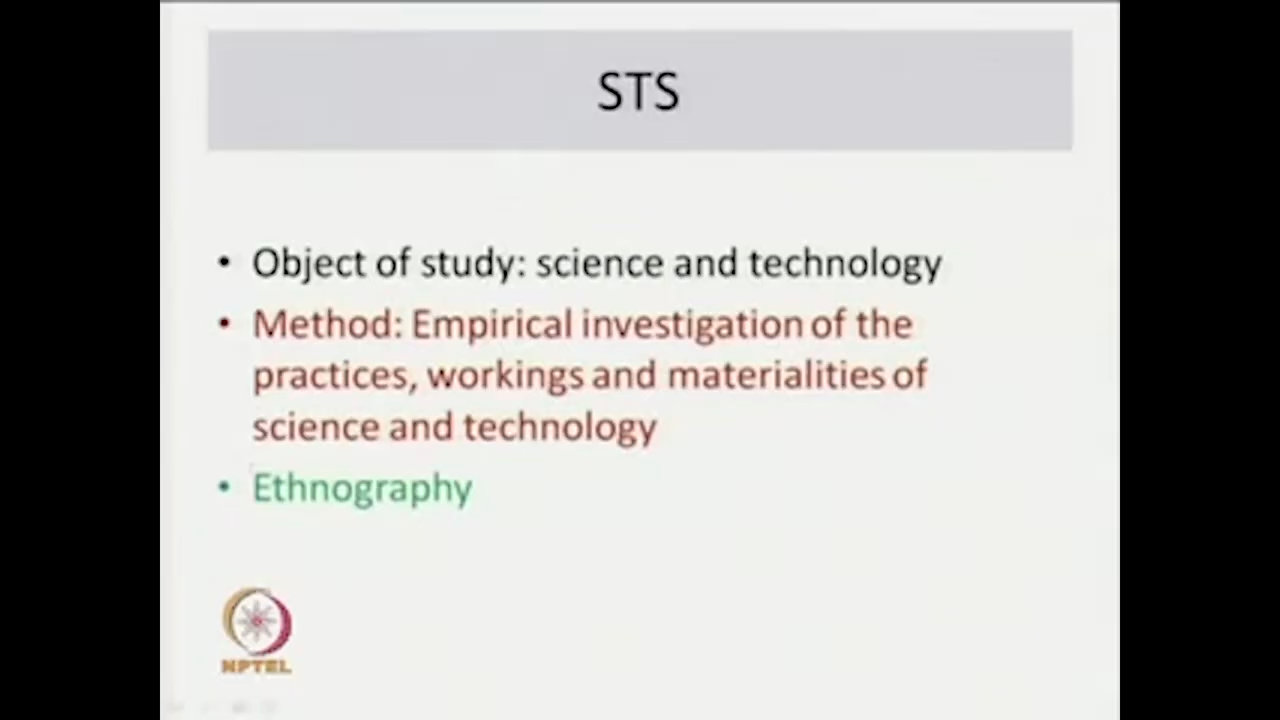 STS
• Object of study: science and technology
• Method: Empirical investigation of the
practices, workings and materialities of
science and technology
• Ethnography
NPTEL